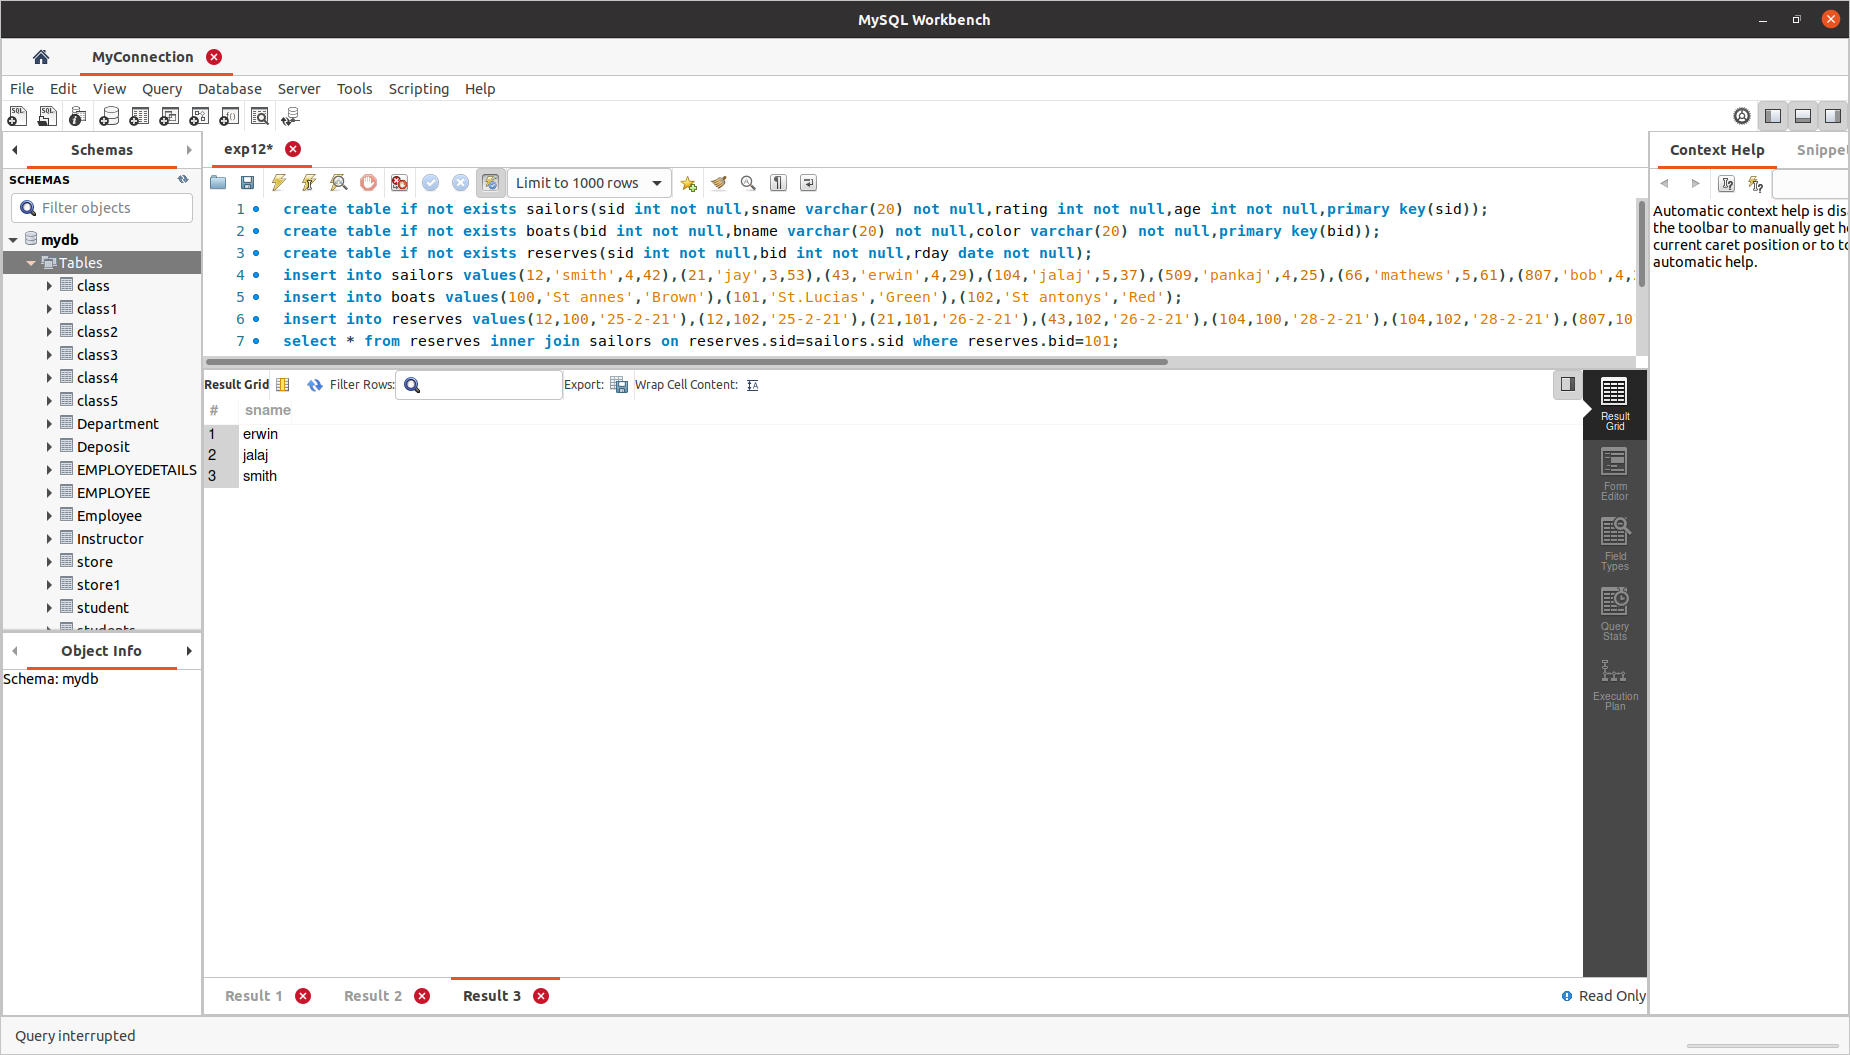 MySQL Workbench
MyConnection
File Edit View Query Database Server Tools Scripting Help
Schemas
SCHEMAS
Filter objects
mydb
Tables
class
class1
class2
class3
class4
class5
Department
Deposit
EMPLOYEDETAILS
EMPLOYEE
Employee
Instructor
store
store1
student
students
Object Info
Schema: mydb
exp12*
Limit to 1000 rows
1 create table if not exists sailors(sid int not null,sname varchar(20) not null,rating int not null,age int not null,primary key(sid));
2 create table if not exists boats(bid int not null,bname varchar(20) not null,color varchar(20) not null,primary key(bid));
3 create table if not exists reserves(sid int not null,bid int not null,rday date not null);
4 insert into sailors values(12,'smith',4,42),(21,'jay',3,53),(43,'erwin',4,29),(104,'jalaj',5,37),(509,'pankaj',4,25),(66,'mathews',5,61),(807,'bob',4,
5 insert into boats values(100,'St annes','Brown'),(101,'St.Lucias','Green'),(102,'St antonys','Red');
6 insert into reserves values(12,100,'25-2-21'),(12,102,'25-2-21'),(21,101,'26-2-21'),(43,102,'26-2-21'),(104,100,'28-2-21'),(104,102,'28-2-21'),(807,10
7 select * from reserves inner join sailors on reserves.sid=sailors.sid where reserves.bid=101;
Result Grid Filter Rows: Export: Wrap Cell Content:
# sname
1 erwin
2 jalaj
3 smith
Result
Grid
Form
Editor
Field
Types
Query
Stats
Execution
Plan
Result 1 Result 2 Result 3 Read Only
Context Help Snippe
Automatic context help is dis
the toolbar to manually get h
current caret position or to to
automatic help.
Query interrupted